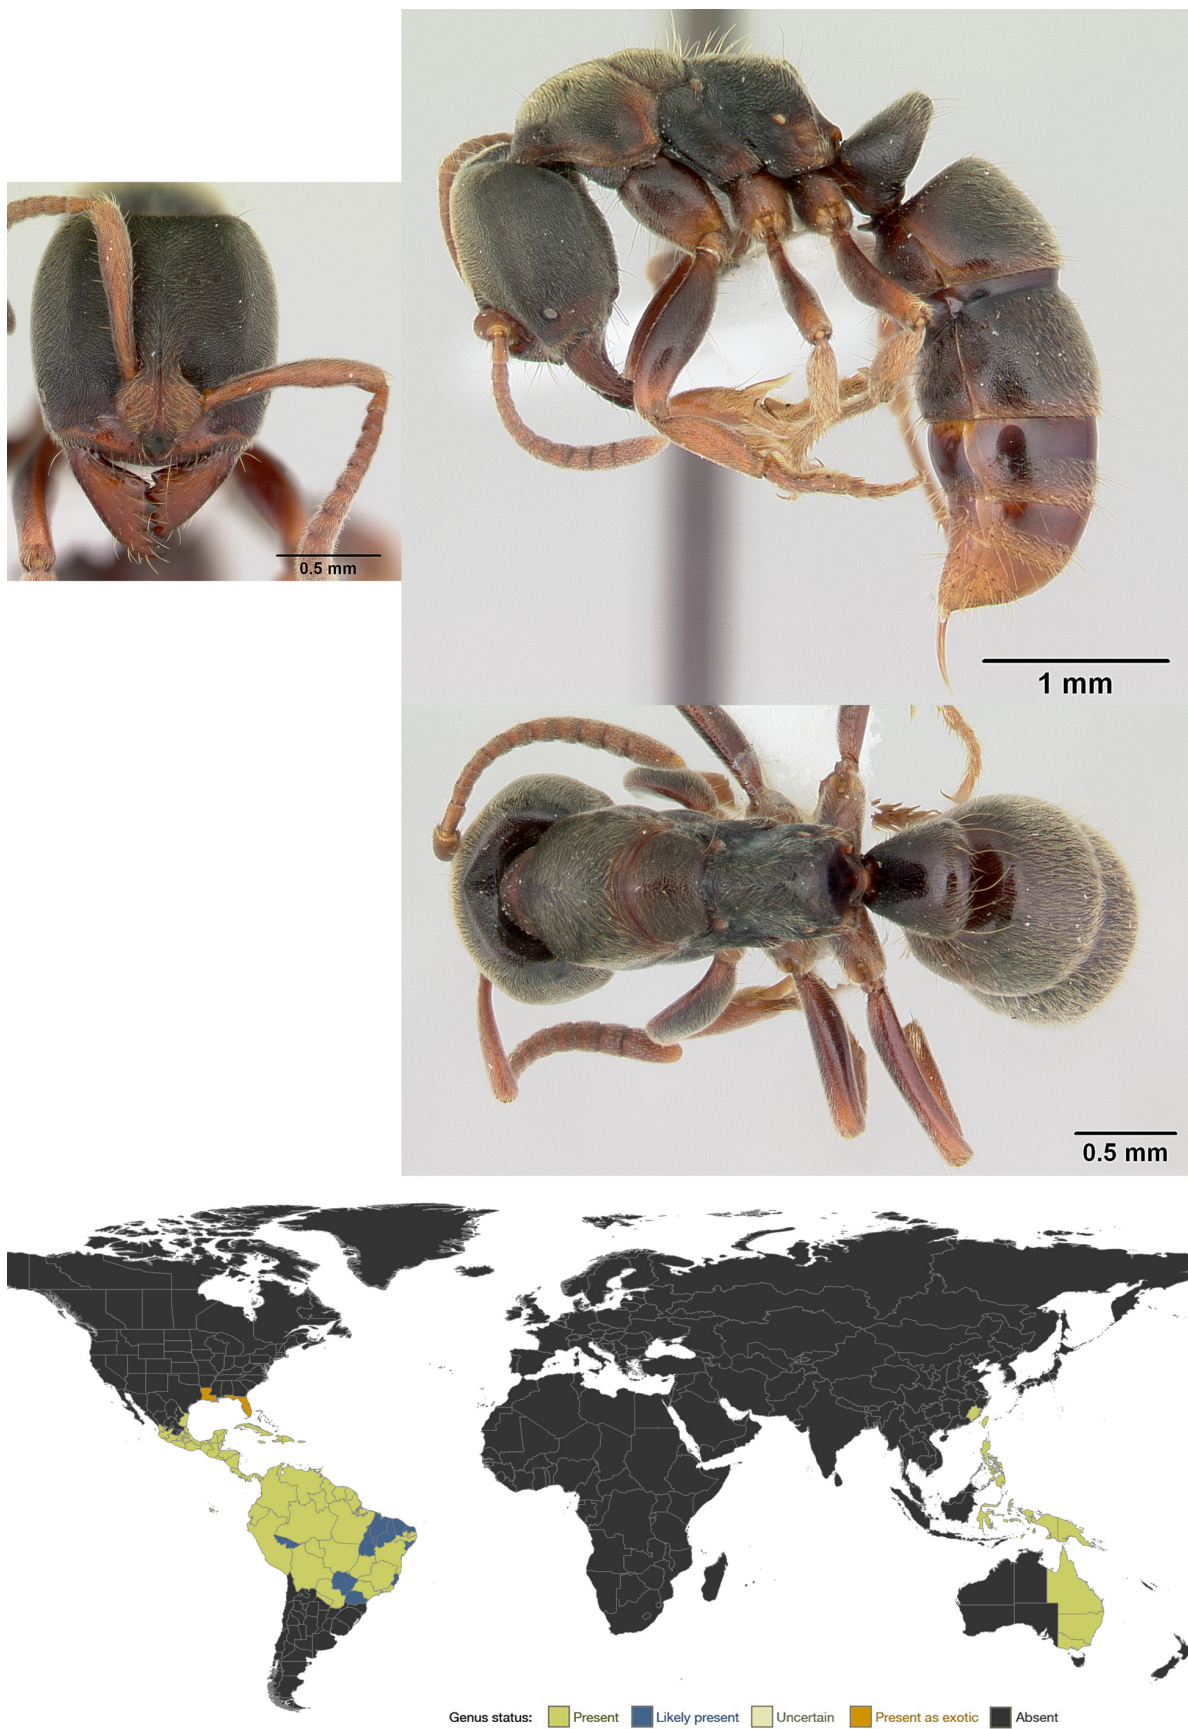 0.5 mm
1 mm
0.5 mm
Genus status: Present Likely present Uncertain Present as exotic Absent